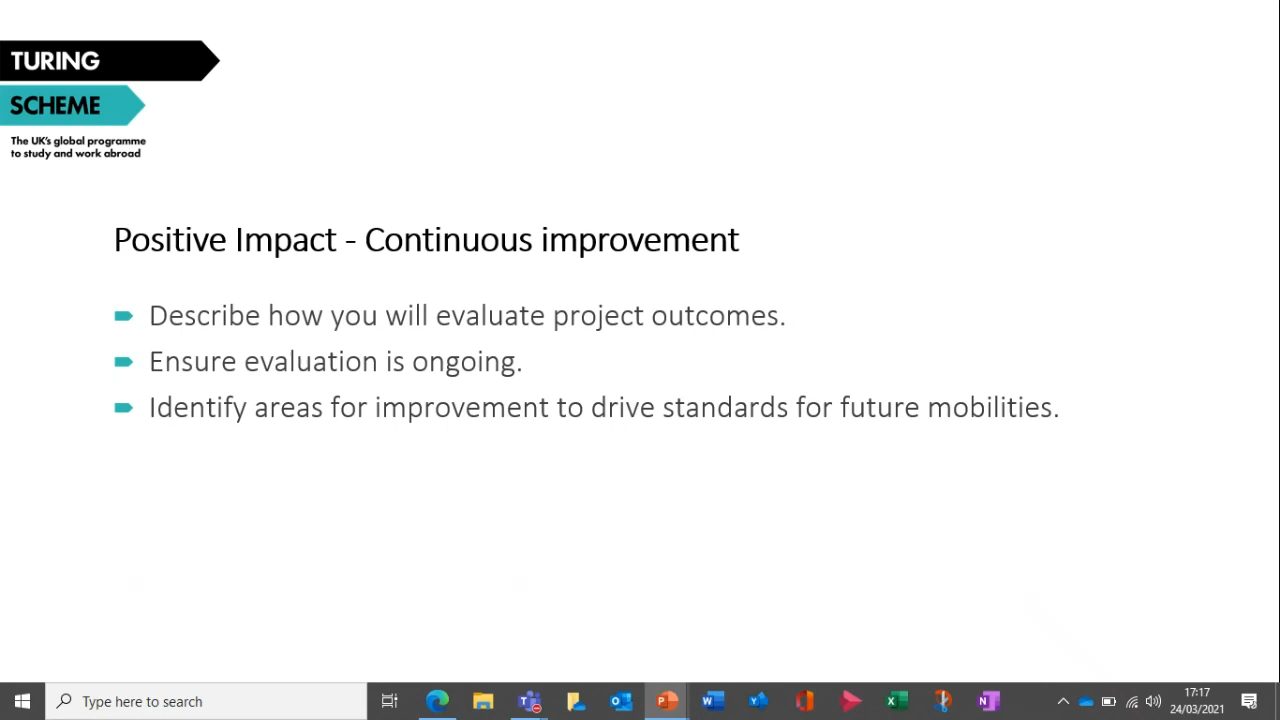 TURING
SCHEME
The UK's global programme
to study and work abroad
Positive Impact - Continuous improvement
Describe how you will evaluate project outcomes.
Ensure evaluation is ongoing.
Identify areas for improvement to drive standards for future mobilities.
Type here to search
17:17
24/03/2021